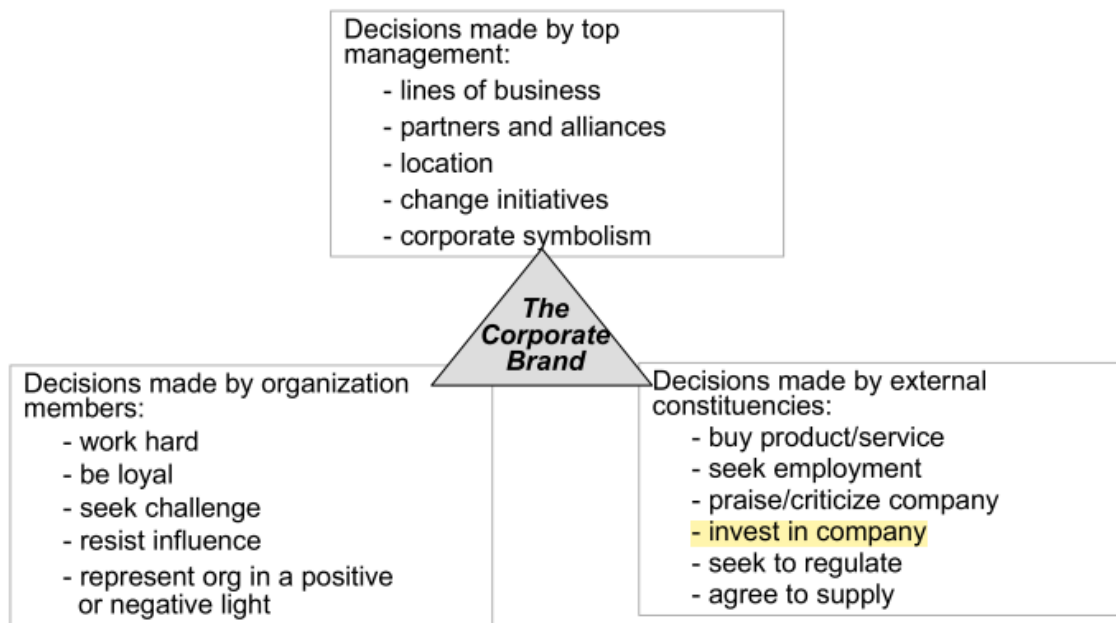 Decisions made by top
management:
- lines of business
- partners and alliances
- location
- change initiatives
- corporate symbolism
The
Corporate
Brand
Decisions made by organization
members:
- work hard
- be loyal
- seek challenge
- resist influence
- represent org in a positive
or negative light
Decisions made by external
constituencies:
- buy product/service
- seek employment
- praise/criticize company
- invest in company
- seek to regulate
- agree to supply